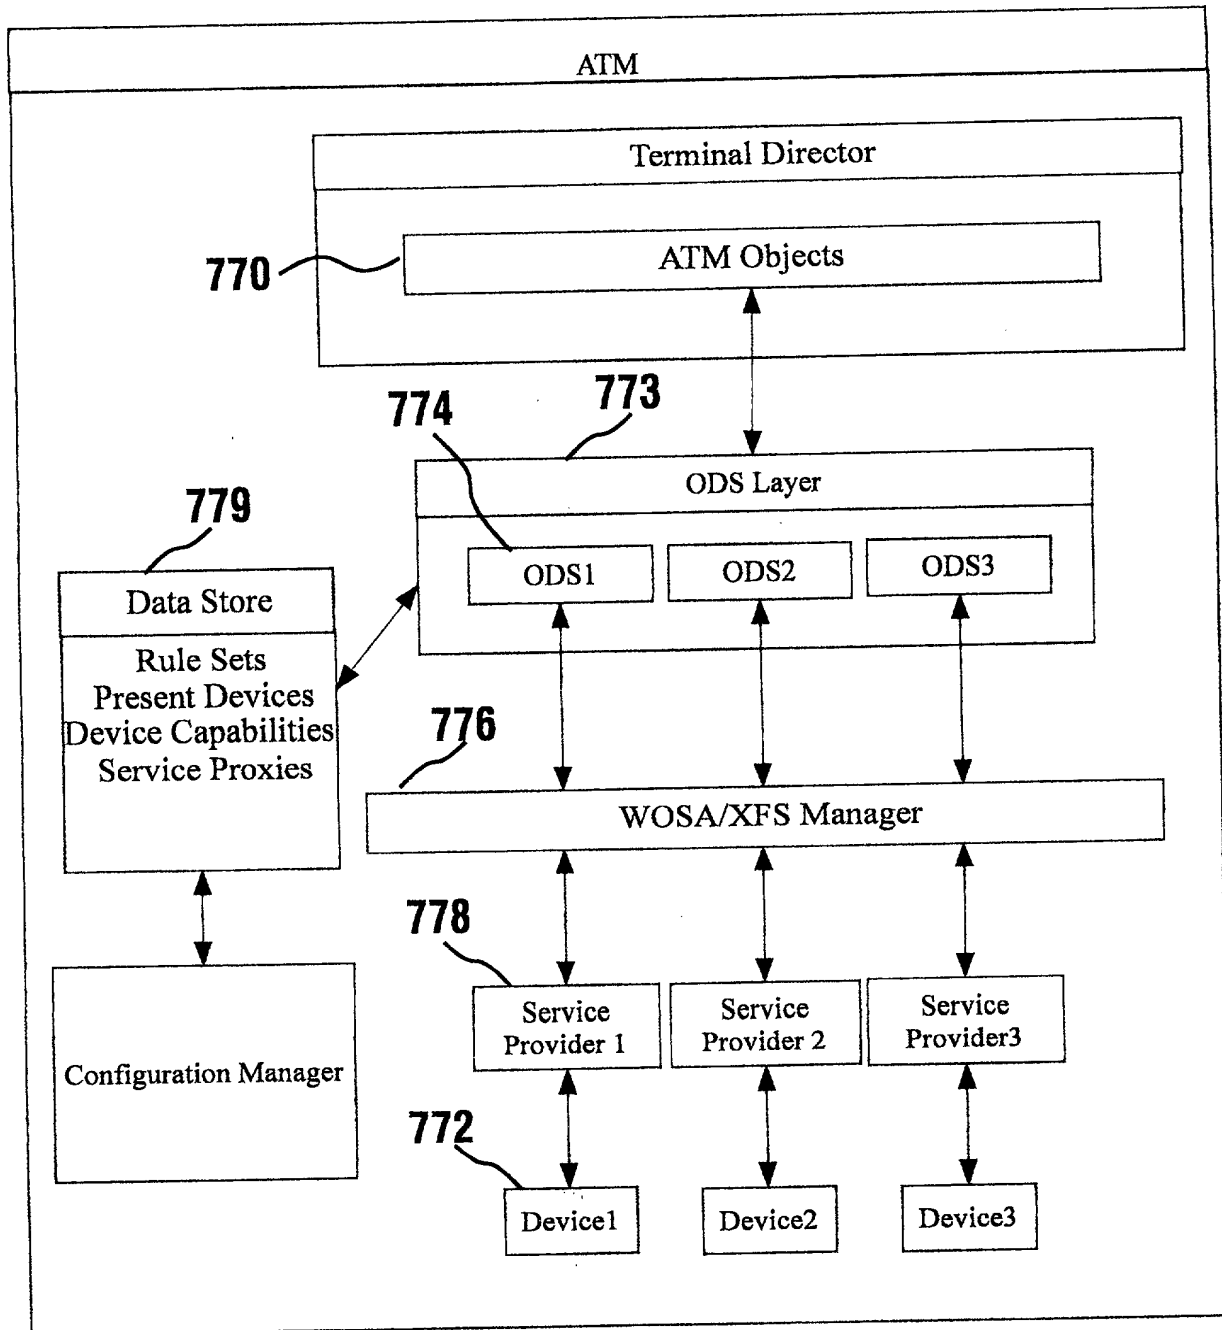 ATM
Terminal Director
ATM Objects
770
773
774
ODS Layer
ODS1
ODS2
ODS3
779
Data Store
Rule Sets
Present Devices
Device Capabilities
Service Proxies
776
WOSA/XFS Manager
778
Service
Provider 1
Service
Provider 2
Service
Provider3
Configuration Manager
772
Device1
Device2
Device3